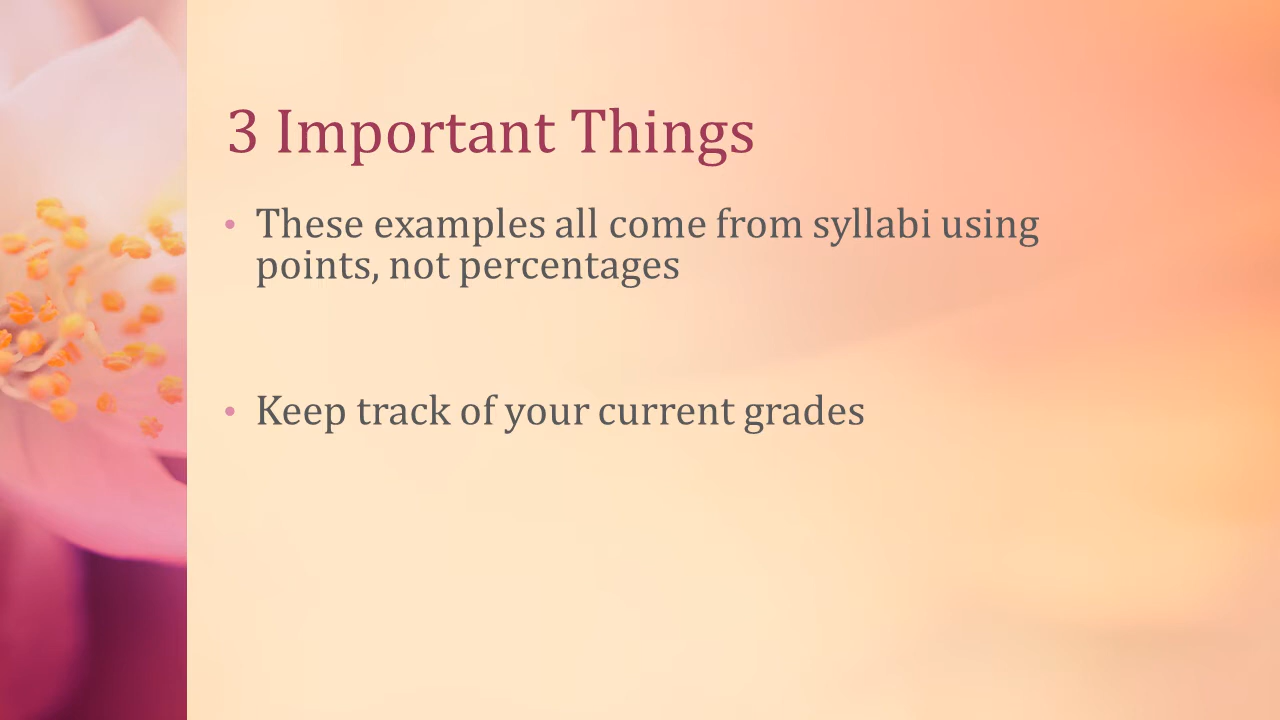 3 Important Things
• These examples all come from syllabi using
points, not percentages
• Keep track of your current grades